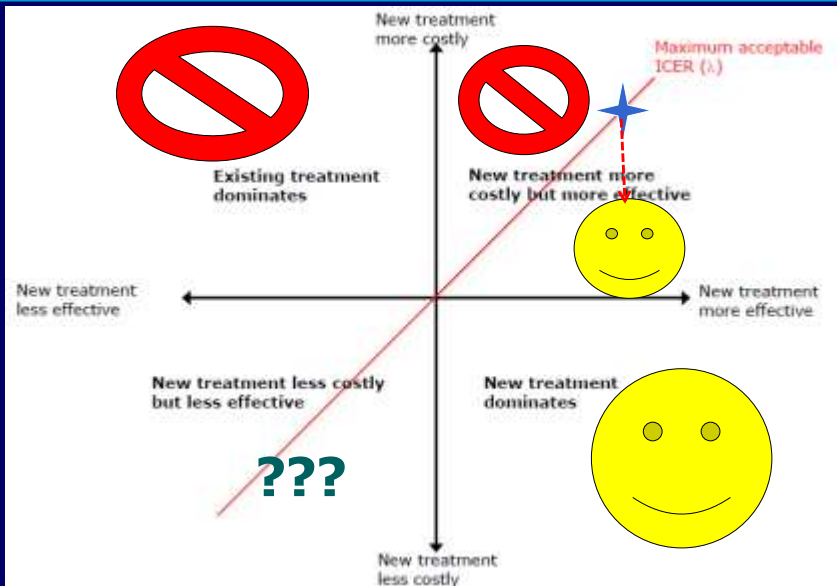 New treatment
more costly
Maximum acceptable
ICER (λ)
Existing treatment
dominates
New treatment more
costly but more effective
New treatment
less effective
New treatment
more effective
New treatment less costly
but less effective
New treatment
dominates
???
New treatment
less costly